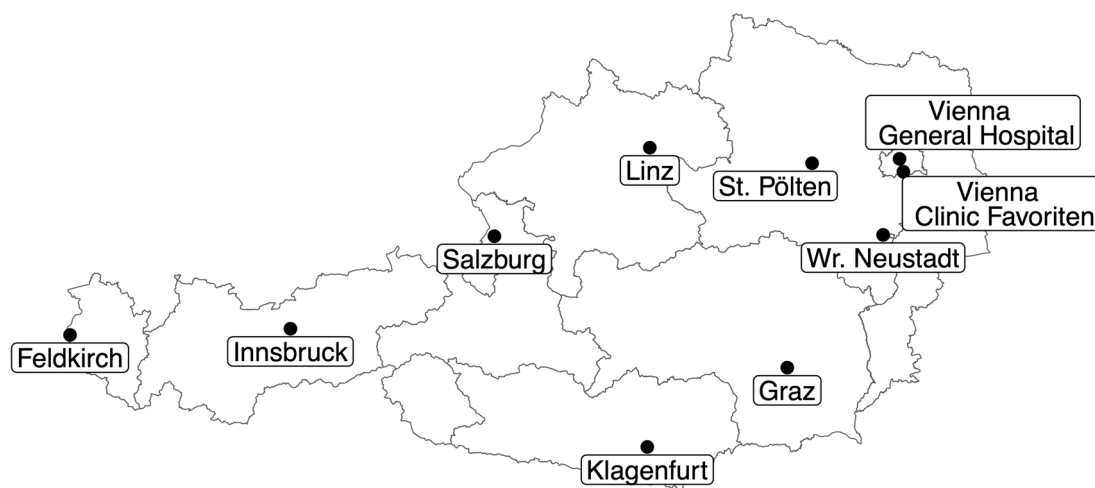 Vienna
General Hospital
Linz
St. Pölten
Vienna
Clinic Favoriten
Salzburg
Wr. Neustadt
Feldkirch
Innsbruck
Graz
Klagenfurt